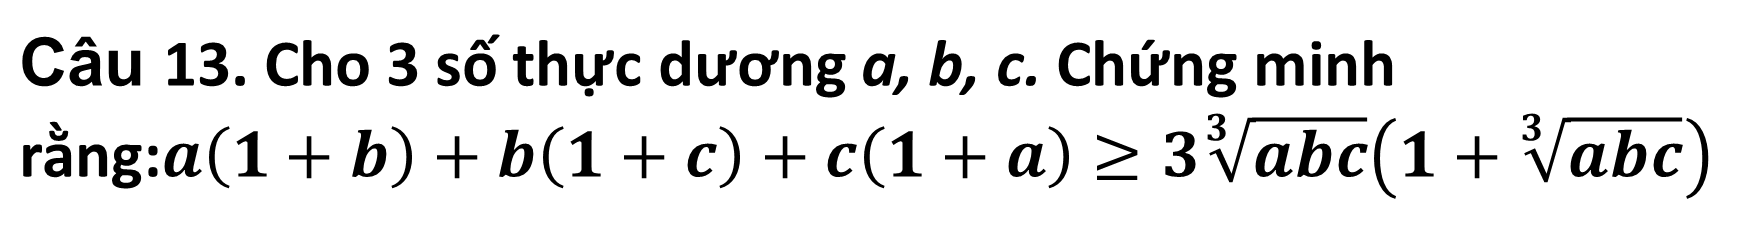 Câu 13. Cho 3 số thực dương a, b, c. Chứng minh
rằng:a(1 + b) + b(1 + c) + c(1 + a) ≥ 3∛abc(1 + ∛abc)